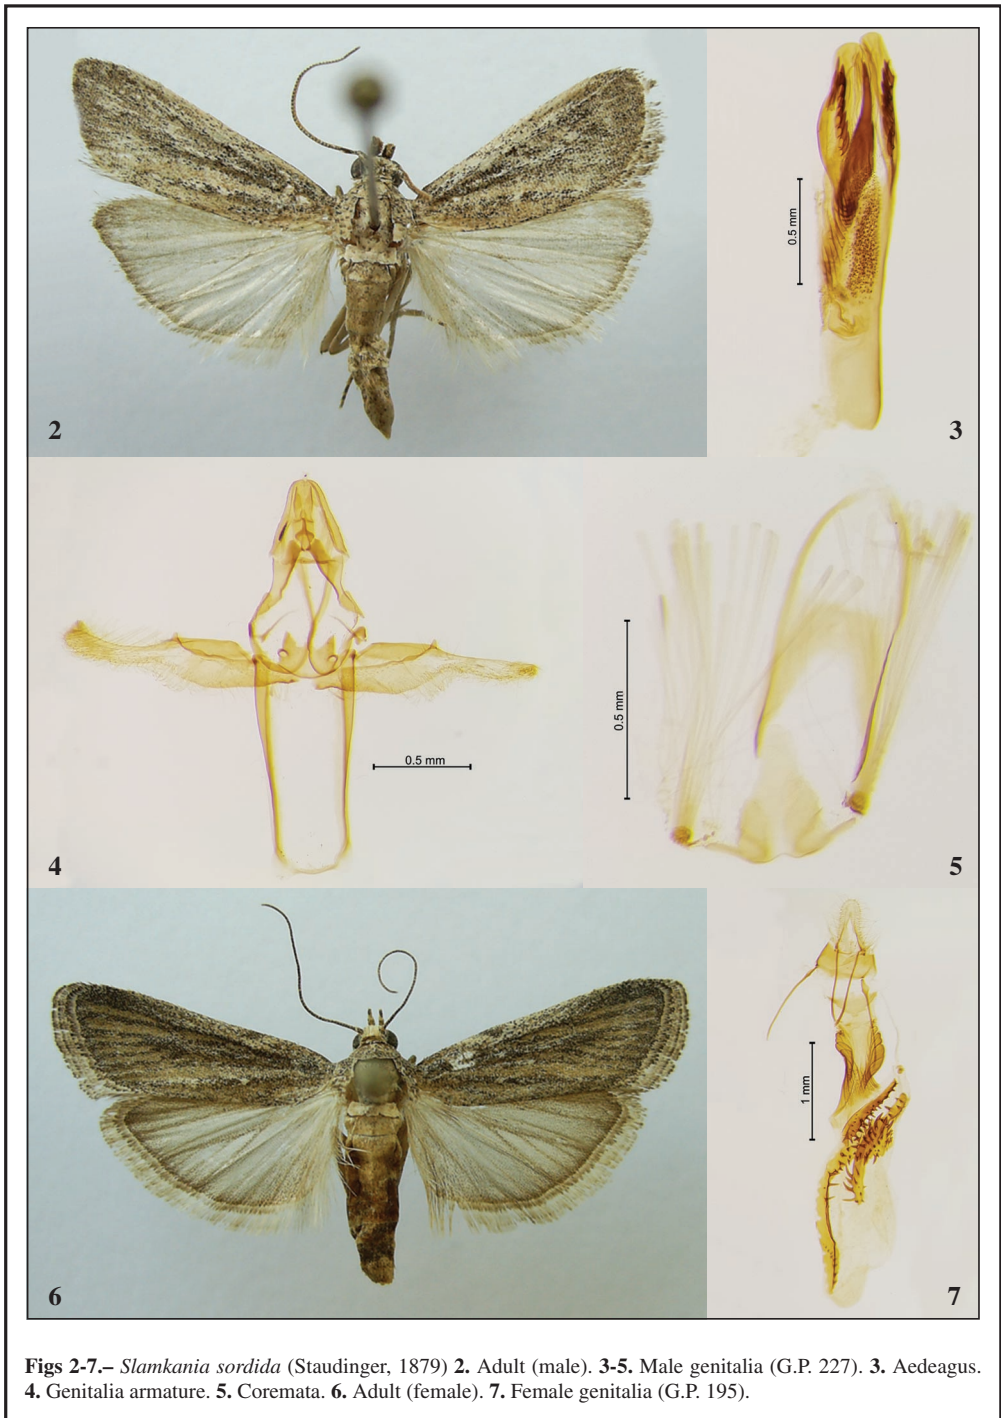 2
0.5 mm
3
0.5 mm
4
0.5 mm
5
6
1 mm
7
Figs 2-7.– Slamkania sordida (Staudinger, 1879) 2. Adult (male). 3-5. Male genitalia (G.P. 227). 3. Aedeagus.
4. Genitalia armature. 5. Coremata. 6. Adult (female). 7. Female genitalia (G.P. 195).